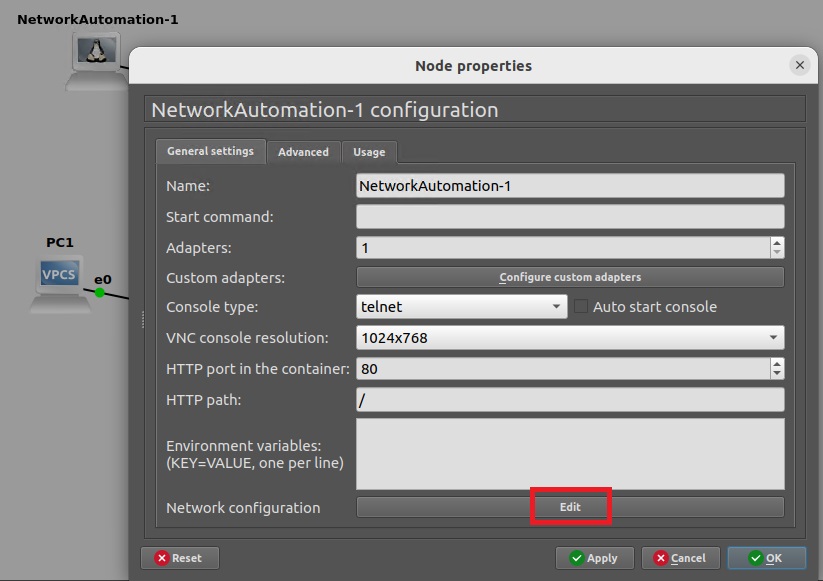 NetworkAutomation-1
Node properties
NetworkAutomation-1 configuration
General settings Advanced Usage
Name: NetworkAutomation-1
Start command:
Adapters: 1
Custom adapters: Configure custom adapters
Console type: telnet Auto start console
VNC console resolution: 1024x768
HTTP port in the container: 80
HTTP path: /
Environment variables:
(KEY=VALUE, one per line)
Network configuration Edit
Reset Apply Cancel OK
PC1
VPCS
e0